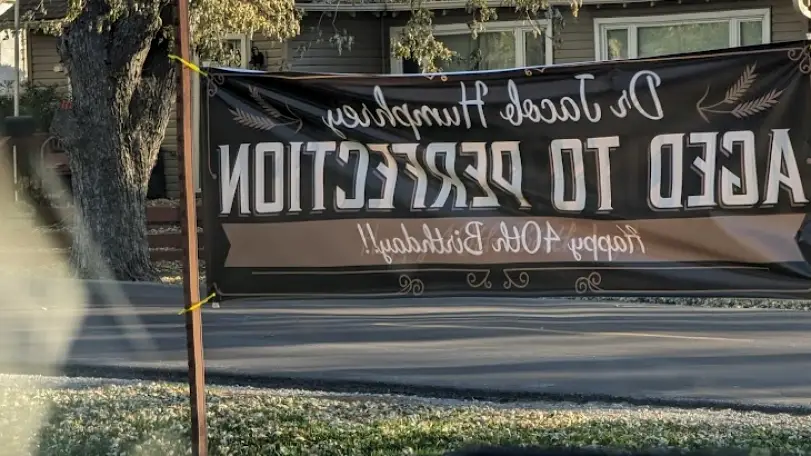 Dr Jacob Humphrey
AGED TO PERFECTION
Happy 40th Birthday!!